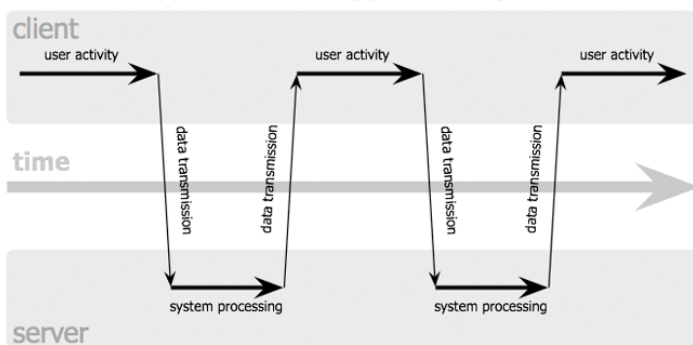 client
user activity
user activity
user activity
data transmission
data transmission
data transmission
data transmission
time
system processing
system processing
server